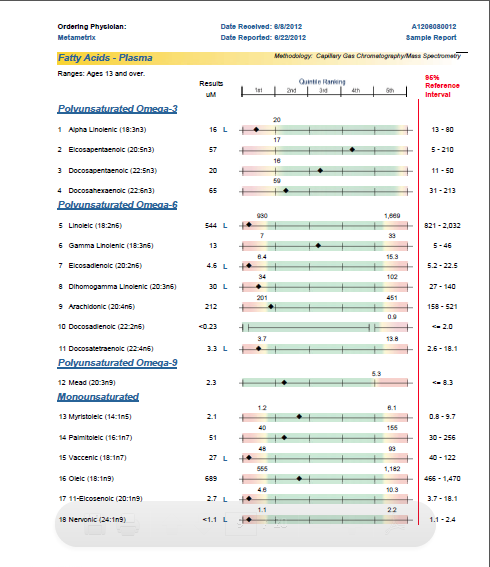 Ordering Physician: Date Received: 6/8/2012 A1206080012
Metametrix Date Reported: 6/22/2012 Sample Report
Fatty Acids - Plasma Methodology: Capillary Gas Chromatography/Mass Spectrometry
Ranges: Ages 13 and over.
Results uM Quintile Ranking 1st 2nd 3rd 4th 5th 95% Reference Interval
Polyunsaturated Omega-3
20
1 Alpha Linolenic (18:3n3) 16 L 13 - 80
17
2 Eicosapentaenoic (20:5n3) 57 5 - 210
16
3 Docosapentaenoic (22:5n3) 20 11 - 50
59
4 Docosahexaenoic (22:6n3) 65 31 - 213
Polyunsaturated Omega-6
930 1,669
5 Linoleic (18:2n6) 544 L 821 - 2,032
7 33
6 Gamma Linolenic (18:3n6) 13 5 - 46
6.4 15.3
7 Eicosadienoic (20:2n6) 4.6 L 5.2 - 22.5
34 102
8 Dihomogamma Linolenic (20:3n6) 30 L 27 - 140
201 451
9 Arachidonic (20:4n6) 212 158 - 521
0.9
10 Docosadienoic (22:2n6) <0.23 <= 2.0
3.7 13.8
11 Docosatetraenoic (22:4n6) 3.3 L 2.6 - 18.1
Polyunsaturated Omega-9
5.3
12 Mead (20:3n9) 2.3 <= 8.3
Monounsaturated
1.2 6.1
13 Myristoleic (14:1n5) 2.1 0.8 - 9.7
40 155
14 Palmitoleic (16:1n7) 51 30 - 256
48 93
15 Vaccenic (18:1n7) 27 L 40 - 122
555 1,182
16 Oleic (18:1n9) 689 466 - 1,470
4.6 10.3
17 11-Eicosenoic (20:1n9) 2.7 L 3.7 - 18.1
1.1 2.2
18 Nervonic (24:1n9) <1.1 L 1.1 - 2.4